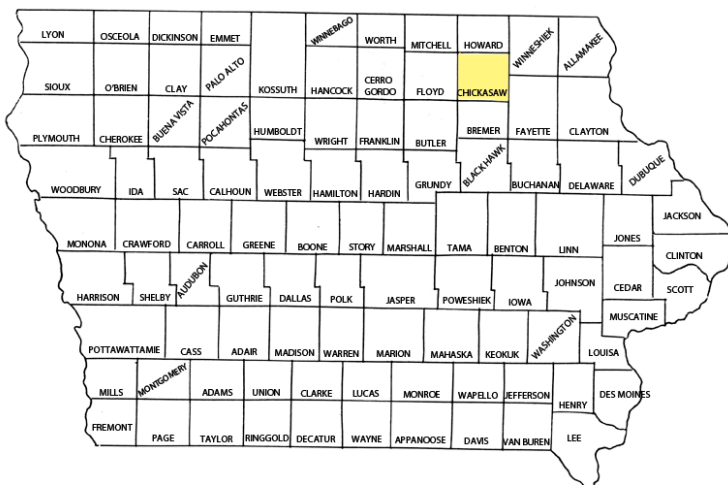 LYON
OSCEOLA
DICKINSON
EMMET
WINNEBAGO
WORTH
MITCHELL
HOWARD
WINNESHIEK
ALLAMAKEE
SIOUX
O'BRIEN
CLAY
PALO ALTO
KOSSUTH
HANCOCK
CERRO
GORDO
FLOYD
CHICKASAW
PLYMOUTH
CHEROKEE
BUENA VISTA
POCAHONTAS
HUMBOLDT
WRIGHT
FRANKLIN
BUTLER
BREMER
FAYETTE
CLAYTON
WOODBURY
IDA
SAC
CALHOUN
WEBSTER
HAMILTON
HARDIN
GRUNDY
BLACK HAWK
BUCHANAN
DELAWARE
DUBUQUE
MONONA
CRAWFORD
CARROLL
GREENE
BOONE
STORY
MARSHALL
TAMA
BENTON
LINN
JONES
JACKSON
CLINTON
HARRISON
SHELBY
AUDUBON
GUTHRIE
DALLAS
POLK
JASPER
POWESHIEK
IOWA
JOHNSON
CEDAR
SCOTT
MUSCATINE
POTTAWATTAMIE
CASS
ADAIR
MADISON
WARREN
MARION
MAHASKA
KEOKUK
WASHINGTON
LOUISA
MILLS
MONTGOMERY
ADAMS
UNION
CLARKE
LUCAS
MONROE
WAPELLO
JEFFERSON
HENRY
DES MOINES
FREMONT
PAGE
TAYLOR
RINGGOLD
DECATUR
WAYNE
APPANOOSE
DAVIS
VAN BUREN
LEE